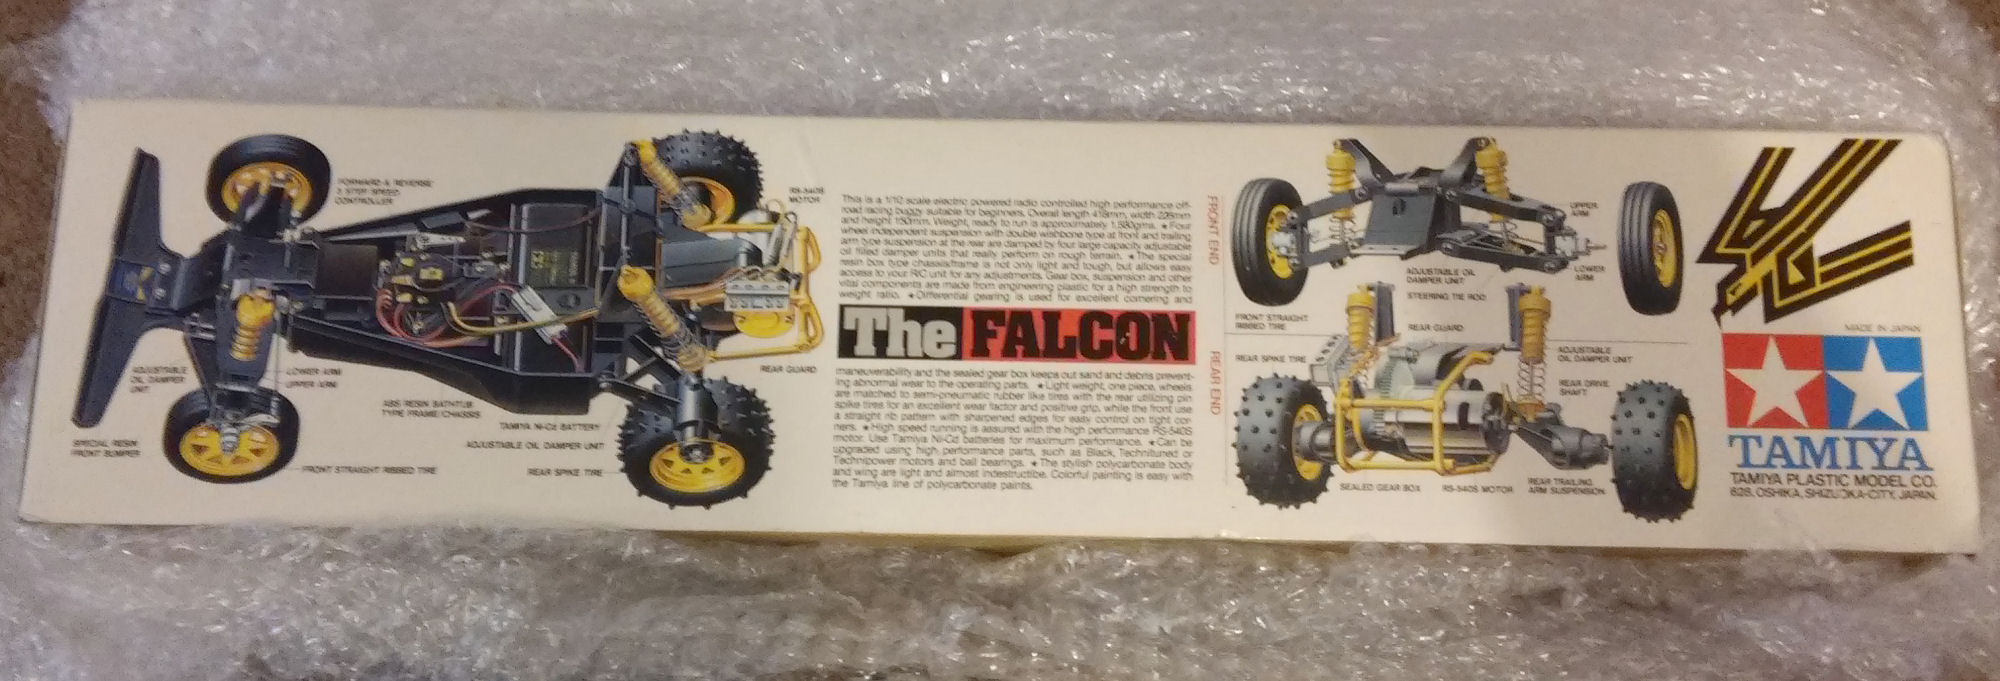 FORWARD & REVERSE
3 STEP SPEED
CONTROLLER
RS-540S
MOTOR
ADJUSTABLE
OIL DAMPER
UNIT
LOWER ARM
UPPER ARM
REAR GUARD
ABS RESIN BATHTUB
TYPE FRAME/CHASSIS
TAMIYA Ni-Cd BATTERY
ADJUSTABLE OIL DAMPER UNIT
SPECIAL RESIN
FRONT BUMPER
FRONT STRAIGHT RIBBED TIRE
REAR SPIKE TIRE
This is a 1/10 scale electric powered radio controlled high performance off-
road racing buggy suitable for beginners. Overall length 418mm, width 226mm
and height 150mm. Weight, ready to run is approximately 1,580gms. ★Four
wheel independent suspension with double wishbone type at front and trailing
arm type suspension at the rear are damped by four large capacity adjustable
oil filled damper units that really perform on rough terrain. ★The special
resin box type chassis/frame is not only light and tough, but allows easy
access to your R/C unit for any adjustments. Gear box, suspension and other
vital components are made from engineering plastic for a high strength to
weight ratio. ★Differential gearing is used for excellent cornering and
The FALCON
maneuverability and the sealed gear box keeps out sand and debris prevent-
ing abnormal wear to the operating parts. ★Light weight, one piece, wheels
are matched to semi-pneumatic rubber like tires with the rear utilizing pin
spike tires for an excellent wear factor and positive grip, while the front use
a straight rib pattern with sharpened edges for easy control on tight cor-
ners. ★High speed running is assured with the high performance RS-540S
motor. Use Tamiya Ni-Cd batteries for maximum performance. ★Can be
upgraded using high performance parts, such as Black, Technituned or
Technipower motors and ball bearings. ★The stylish polycarbonate body
and wing are light and almost indestructible. Colorful painting is easy with
the Tamiya line of polycarbonate paints.
FRONT END
UPPER
ARM
LOWER
ARM
ADJUSTABLE OIL
DAMPER UNIT
STEERING TIE ROD
FRONT STRAIGHT
RIBBED TIRE
REAR END
REAR GUARD
REAR SPIKE TIRE
ADJUSTABLE
OIL DAMPER UNIT
REAR DRIVE
SHAFT
SEALED GEAR BOX
RS-540S MOTOR
REAR TRAILING
ARM SUSPENSION
MADE IN JAPAN
TAMIYA
TAMIYA PLASTIC MODEL CO.
628, OSHIKA, SHIZUOKA-CITY, JAPAN.